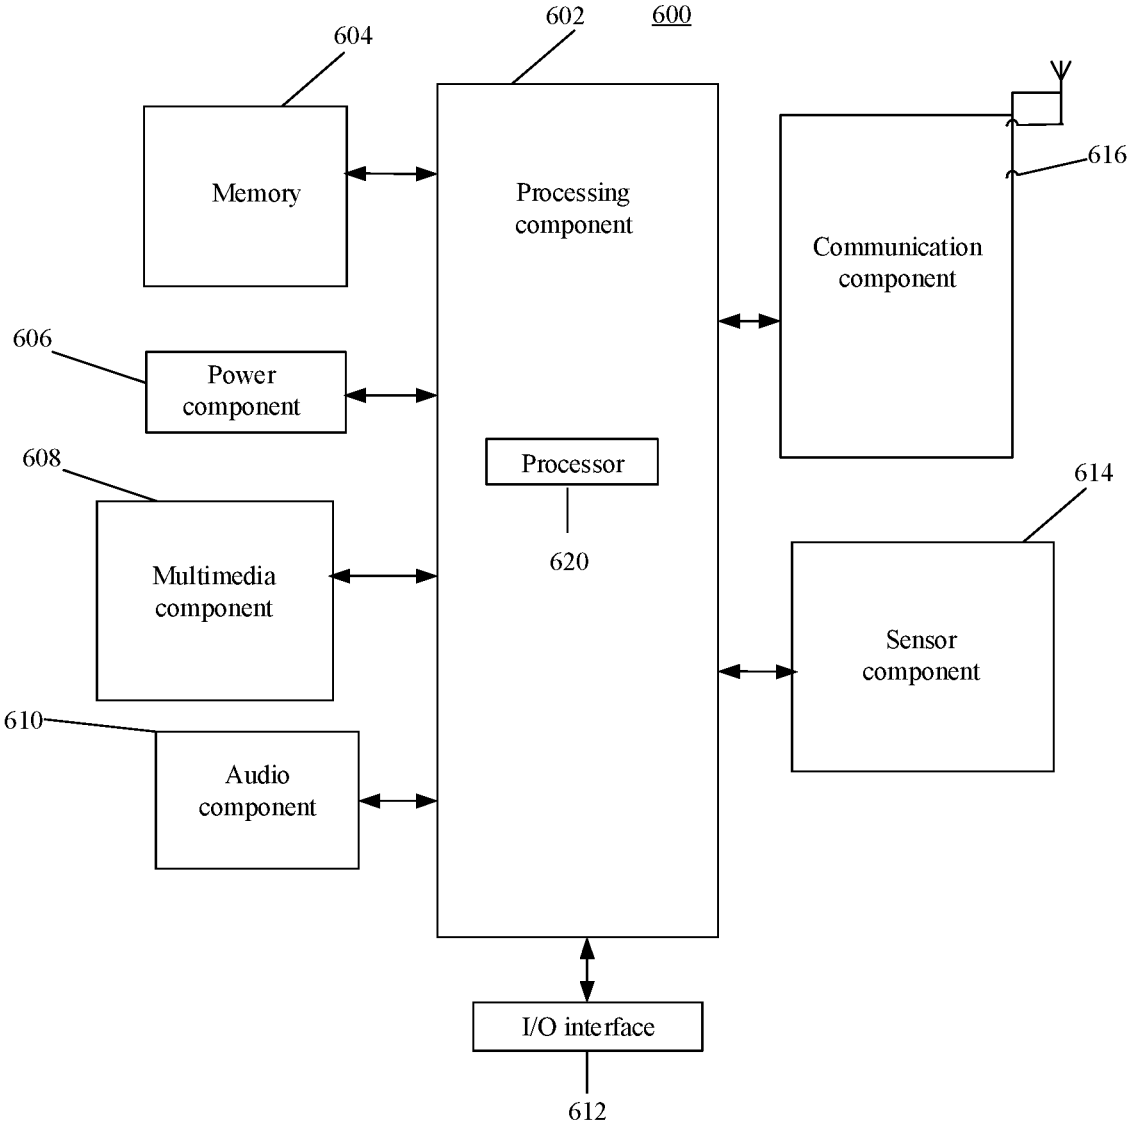 602
600
604
Memory
Processing
component
616
Communication
component
606
Power
component
608
Processor
614
620
Multimedia
component
Sensor
component
610
Audio
component
I/O interface
612